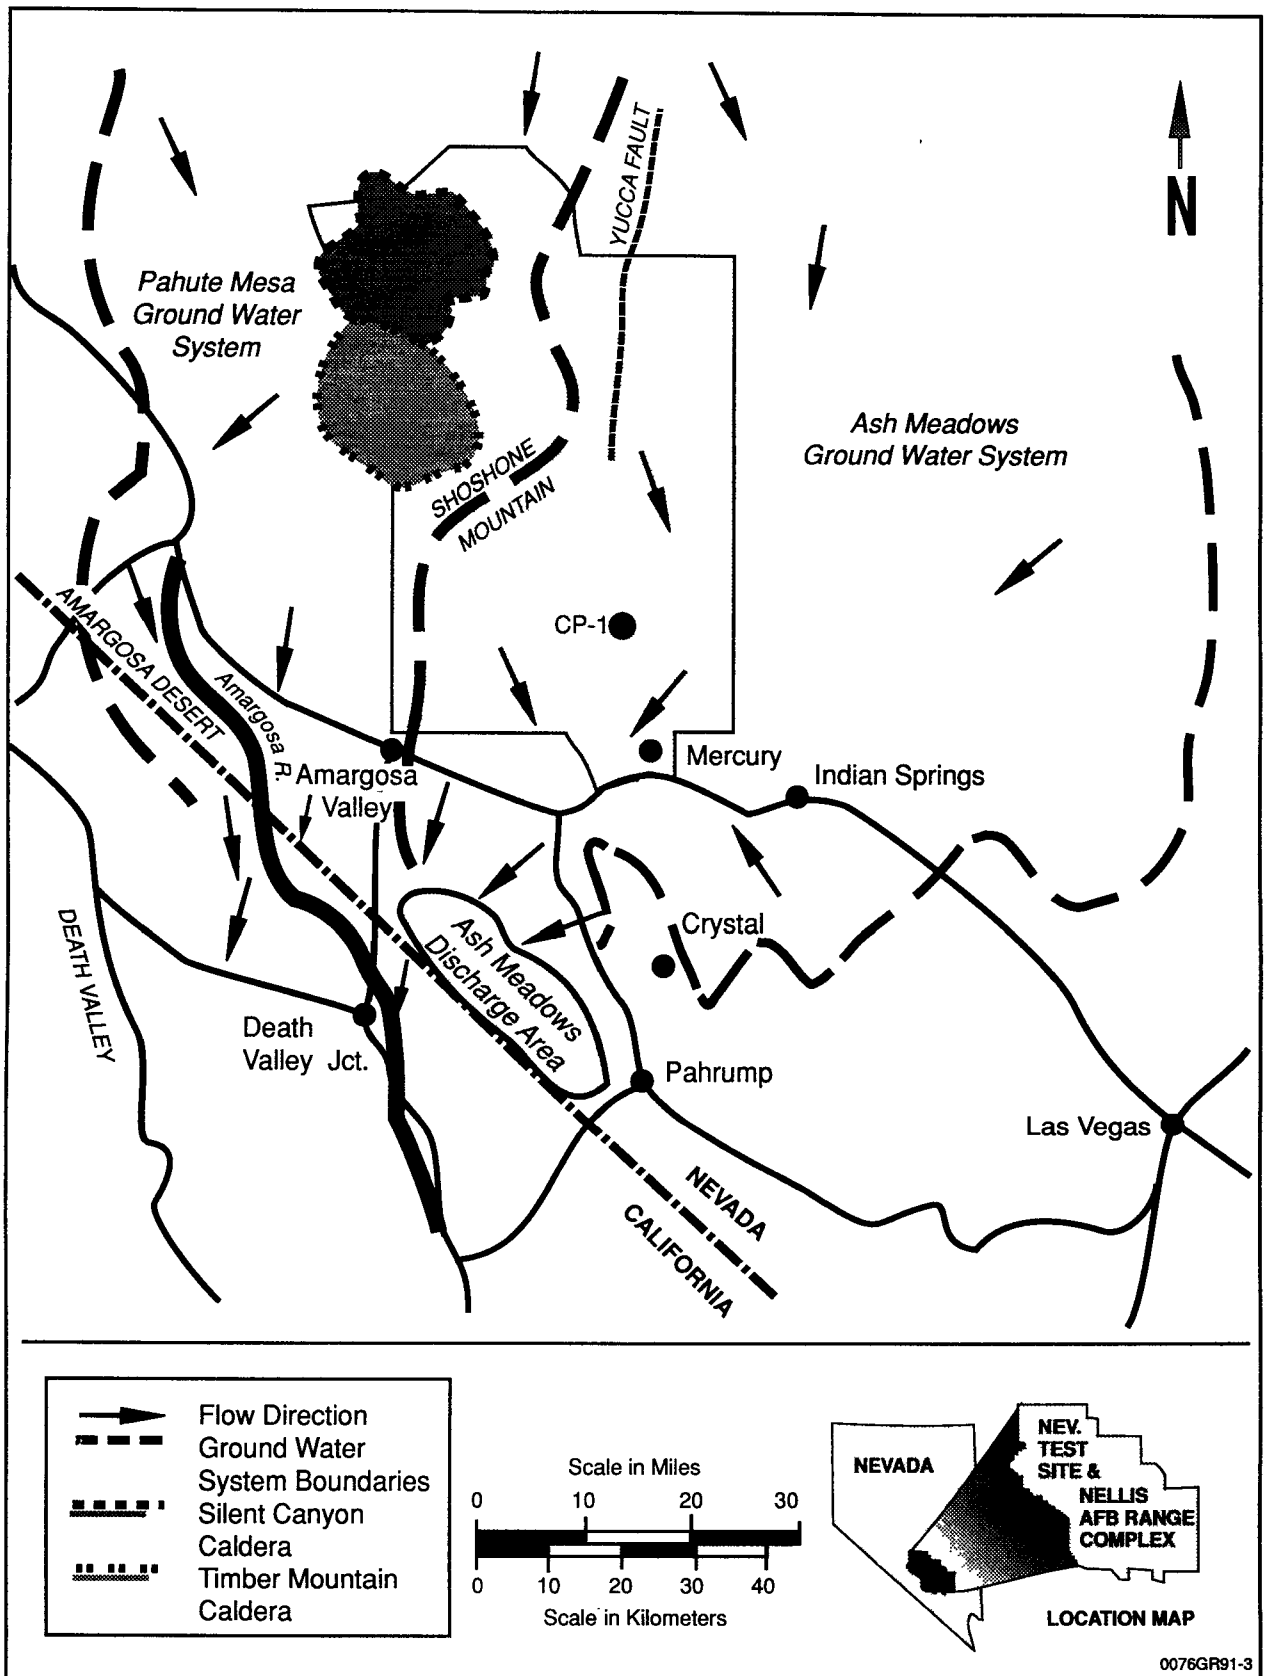 YUCCA FAULT
N
Pahute Mesa
Ground Water
System
Ash Meadows
Ground Water System
SHOSHONE
MOUNTAIN
CP-1
AMARGOSA DESERT
Amargosa R.
Mercury
Indian Springs
Amargosa
Valley
Crystal
Ash Meadows
Discharge Area
DEATH VALLEY
Death
Valley Jct.
Pahrump
Las Vegas
NEVADA
CALIFORNIA
Flow Direction
Ground Water
System Boundaries
Silent Canyon
Caldera
Timber Mountain
Caldera
Scale in Miles
0 10 20 30
0 10 20 30 40
Scale in Kilometers
NEVADA
NEV.
TEST
SITE &
NELLIS
AFB RANGE
COMPLEX
LOCATION MAP
0076GR91-3